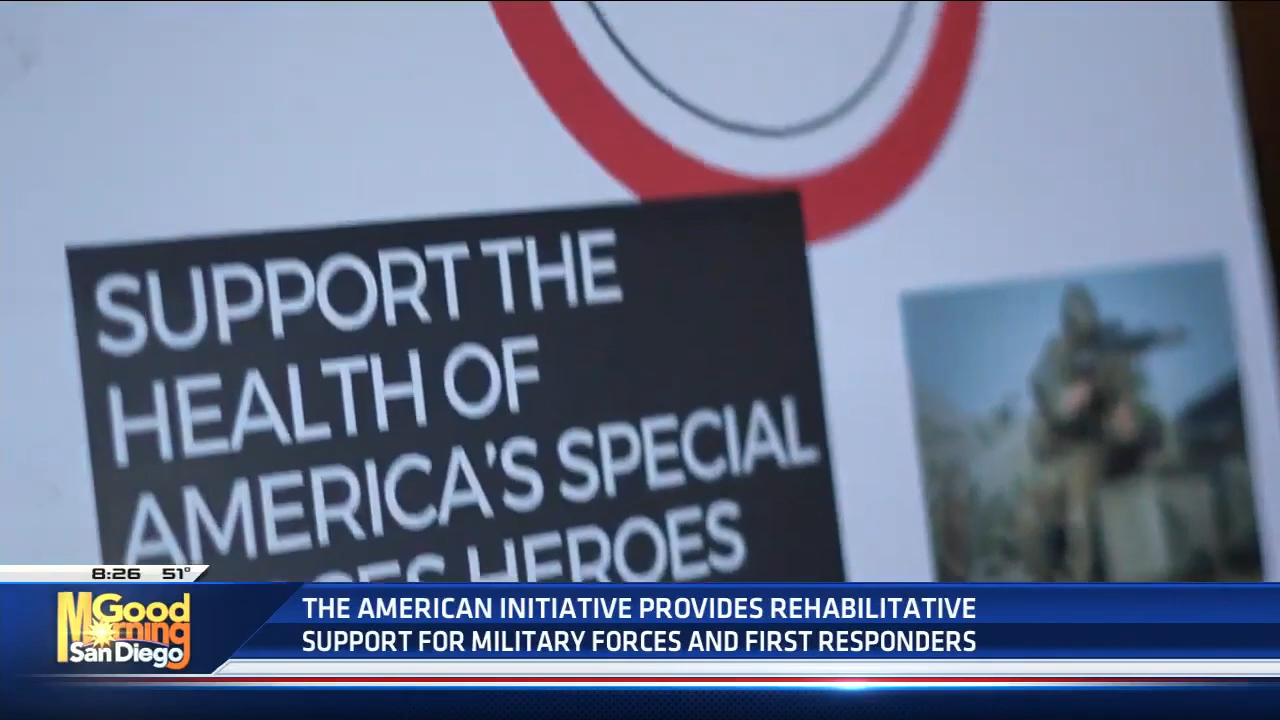 SUPPORT THE
HEALTH OF
AMERICA'S SPECIAL
HEROES
8:26 51°
Good
Morning
San Diego
THE AMERICAN INITIATIVE PROVIDES REHABILITATIVE
SUPPORT FOR MILITARY FORCES AND FIRST RESPONDERS